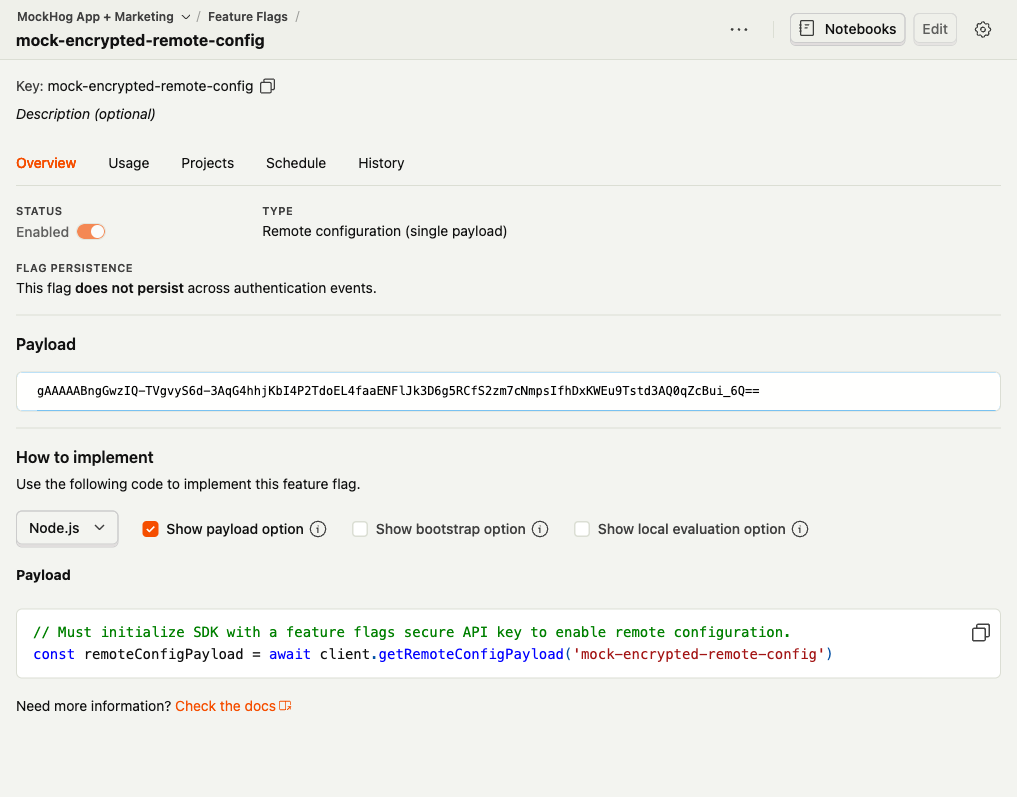 MockHog App + Marketing / Feature Flags /
mock-encrypted-remote-config
Notebooks
Edit
Key: mock-encrypted-remote-config
Description (optional)
Overview Usage Projects Schedule History
STATUS TYPE
Enabled Remote configuration (single payload)
FLAG PERSISTENCE
This flag does not persist across authentication events.
Payload
gAAAAABngGwzIQ-TVgvyS6d-3AqG4hhjKbI4P2TdoEL4faaENFlJk3D6g5RCfS2zm7cNmpsIfhDxKWEu9Tstd3AQ0qZcBui_6Q==
How to implement
Use the following code to implement this feature flag.
Node.js Show payload option Show bootstrap option Show local evaluation option
Payload
// Must initialize SDK with a feature flags secure API key to enable remote configuration.
const remoteConfigPayload = await client.getRemoteConfigPayload('mock-encrypted-remote-config')
Need more information? Check the docs